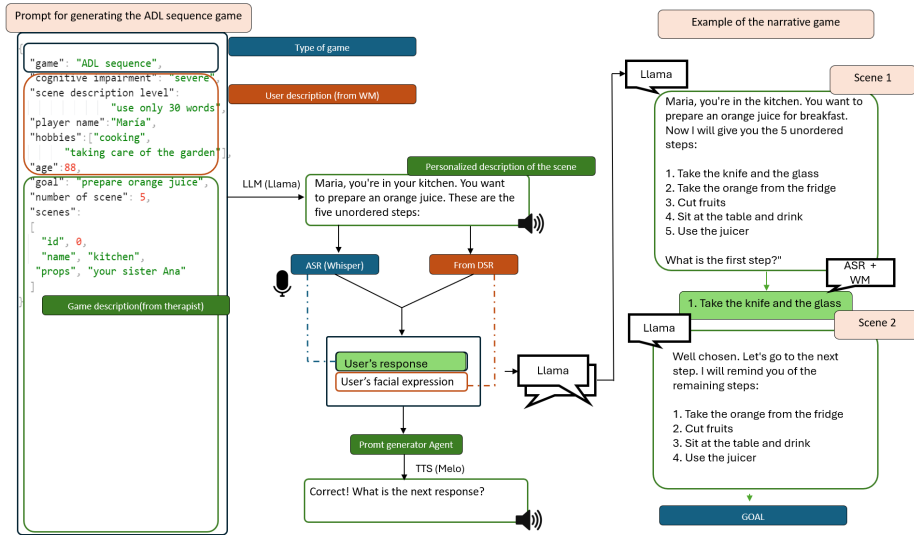 Prompt for generating the ADL sequence game
{
"game": "ADL sequence",
"cognitive impairment": "severe",
"scene description level":
"use only 30 words",
"player name":"María",
"hobbies":["cooking",
"taking care of the garden"],
"age":88,
"goal": "prepare orange juice",
"number of scene": 5,
"scenes":
[
"id", 0,
"name", "kitchen",
"props", "your sister Ana"
]
}
Type of game
User description (from WM)
Game description(from therapist)
LLM (Llama)
Personalized description of the scene
Maria, you're in your kitchen. You want
to prepare an orange juice. These are the
five unordered steps:
ASR (Whisper)
From DSR
User's response
User's facial expression
Llama
Promt generator Agent
TTS (Melo)
Correct! What is the next response?
Example of the narrative game
Llama
Scene 1
Maria, you're in the kitchen. You want to
prepare an orange juice for breakfast.
Now I will give you the 5 unordered
steps:
1. Take the knife and the glass
2. Take the orange from the fridge
3. Cut fruits
4. Sit at the table and drink
5. Use the juicer
What is the first step?"
ASR +
WM
1. Take the knife and the glass
Llama
Scene 2
Well chosen. Let's go to the next
step. I will remind you of the
remaining steps:
1. Take the orange from the fridge
2. Cut fruits
3. Sit at the table and drink
4. Use the juicer
GOAL